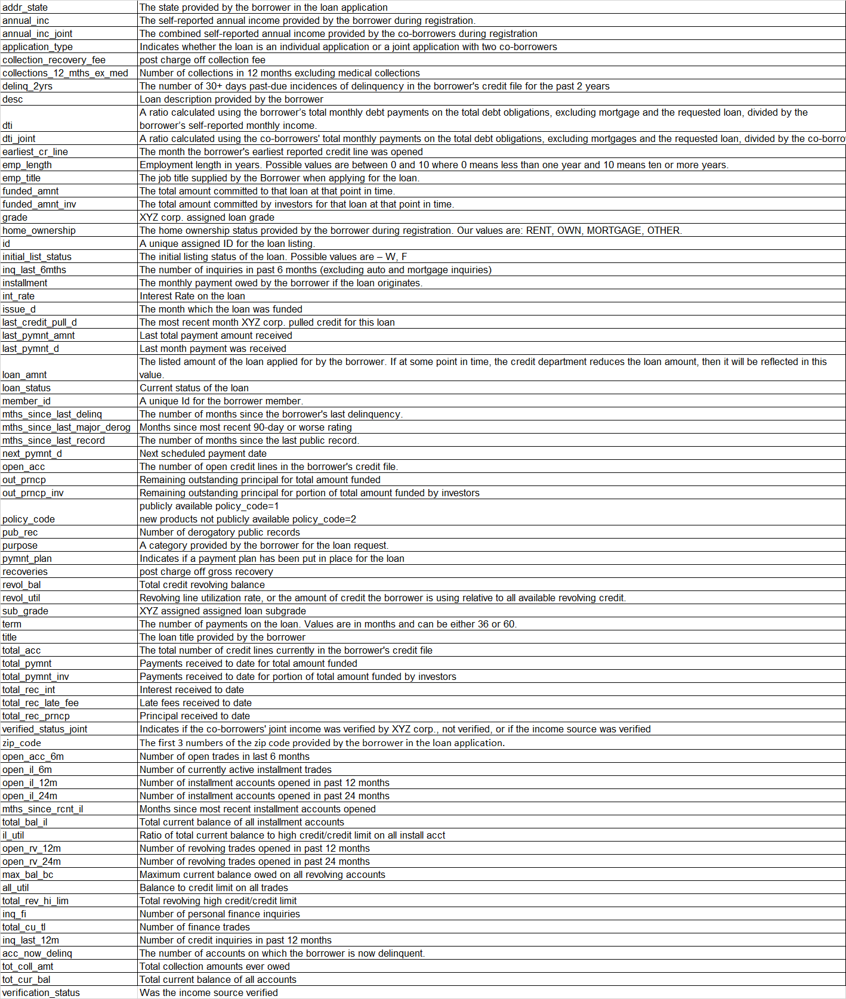 addr_state The state provided by the borrower in the loan application
annual_inc The self-reported annual income provided by the borrower during registration.
annual_inc_joint The combined self-reported annual income provided by the co-borrowers during registration
application_type Indicates whether the loan is an individual application or a joint application with two co-borrowers
collection_recovery_fee post charge off collection fee
collections_12_mths_ex_med Number of collections in 12 months excluding medical collections
delinq_2yrs The number of 30+ days past-due incidences of delinquency in the borrower's credit file for the past 2 years
desc Loan description provided by the borrower
A ratio calculated using the borrower’s total monthly debt payments on the total debt obligations, excluding mortgage and the requested loan, divided by the
dti borrower’s self-reported monthly income.
dti_joint A ratio calculated using the co-borrowers' total monthly payments on the total debt obligations, excluding mortgages and the requested loan, divided by the co-borro
earliest_cr_line The month the borrower's earliest reported credit line was opened
emp_length Employment length in years. Possible values are between 0 and 10 where 0 means less than one year and 10 means ten or more years.
emp_title The job title supplied by the Borrower when applying for the loan.
funded_amnt The total amount committed to that loan at that point in time.
funded_amnt_inv The total amount committed by investors for that loan at that point in time.
grade XYZ corp. assigned loan grade
home_ownership The home ownership status provided by the borrower during registration. Our values are: RENT, OWN, MORTGAGE, OTHER.
id A unique assigned ID for the loan listing.
initial_list_status The initial listing status of the loan. Possible values are – W, F
inq_last_6mths The number of inquiries in past 6 months (excluding auto and mortgage inquiries)
installment The monthly payment owed by the borrower if the loan originates.
int_rate Interest Rate on the loan
issue_d The month which the loan was funded
last_credit_pull_d The most recent month XYZ corp. pulled credit for this loan
last_pymnt_amnt Last total payment amount received
last_pymnt_d Last month payment was received
The listed amount of the loan applied for by the borrower. If at some point in time, the credit department reduces the loan amount, then it will be reflected in this
loan_amnt value.
loan_status Current status of the loan
member_id A unique Id for the borrower member.
mths_since_last_delinq The number of months since the borrower's last delinquency.
mths_since_last_major_derog Months since most recent 90-day or worse rating
mths_since_last_record The number of months since the last public record.
next_pymnt_d Next scheduled payment date
open_acc The number of open credit lines in the borrower's credit file.
out_prncp Remaining outstanding principal for total amount funded
out_prncp_inv Remaining outstanding principal for portion of total amount funded by investors
publicly available policy_code=1
policy_code new products not publicly available policy_code=2
pub_rec Number of derogatory public records
purpose A category provided by the borrower for the loan request.
pymnt_plan Indicates if a payment plan has been put in place for the loan
recoveries post charge off gross recovery
revol_bal Total credit revolving balance
revol_util Revolving line utilization rate, or the amount of credit the borrower is using relative to all available revolving credit.
sub_grade XYZ assigned assigned loan subgrade
term The number of payments on the loan. Values are in months and can be either 36 or 60.
title The loan title provided by the borrower
total_acc The total number of credit lines currently in the borrower's credit file
total_pymnt Payments received to date for total amount funded
total_pymnt_inv Payments received to date for portion of total amount funded by investors
total_rec_int Interest received to date
total_rec_late_fee Late fees received to date
total_rec_prncp Principal received to date
verified_status_joint Indicates if the co-borrowers' joint income was verified by XYZ corp., not verified, or if the income source was verified
zip_code The first 3 numbers of the zip code provided by the borrower in the loan application.
open_acc_6m Number of open trades in last 6 months
open_il_6m Number of currently active installment trades
open_il_12m Number of installment accounts opened in past 12 months
open_il_24m Number of installment accounts opened in past 24 months
mths_since_rcnt_il Months since most recent installment accounts opened
total_bal_il Total current balance of all installment accounts
il_util Ratio of total current balance to high credit/credit limit on all install acct
open_rv_12m Number of revolving trades opened in past 12 months
open_rv_24m Number of revolving trades opened in past 24 months
max_bal_bc Maximum current balance owed on all revolving accounts
all_util Balance to credit limit on all trades
total_rev_hi_lim Total revolving high credit/credit limit
inq_fi Number of personal finance inquiries
total_cu_tl Number of finance trades
inq_last_12m Number of credit inquiries in past 12 months
acc_now_delinq The number of accounts on which the borrower is now delinquent.
tot_coll_amt Total collection amounts ever owed
tot_cur_bal Total current balance of all accounts
verification_status Was the income source verified